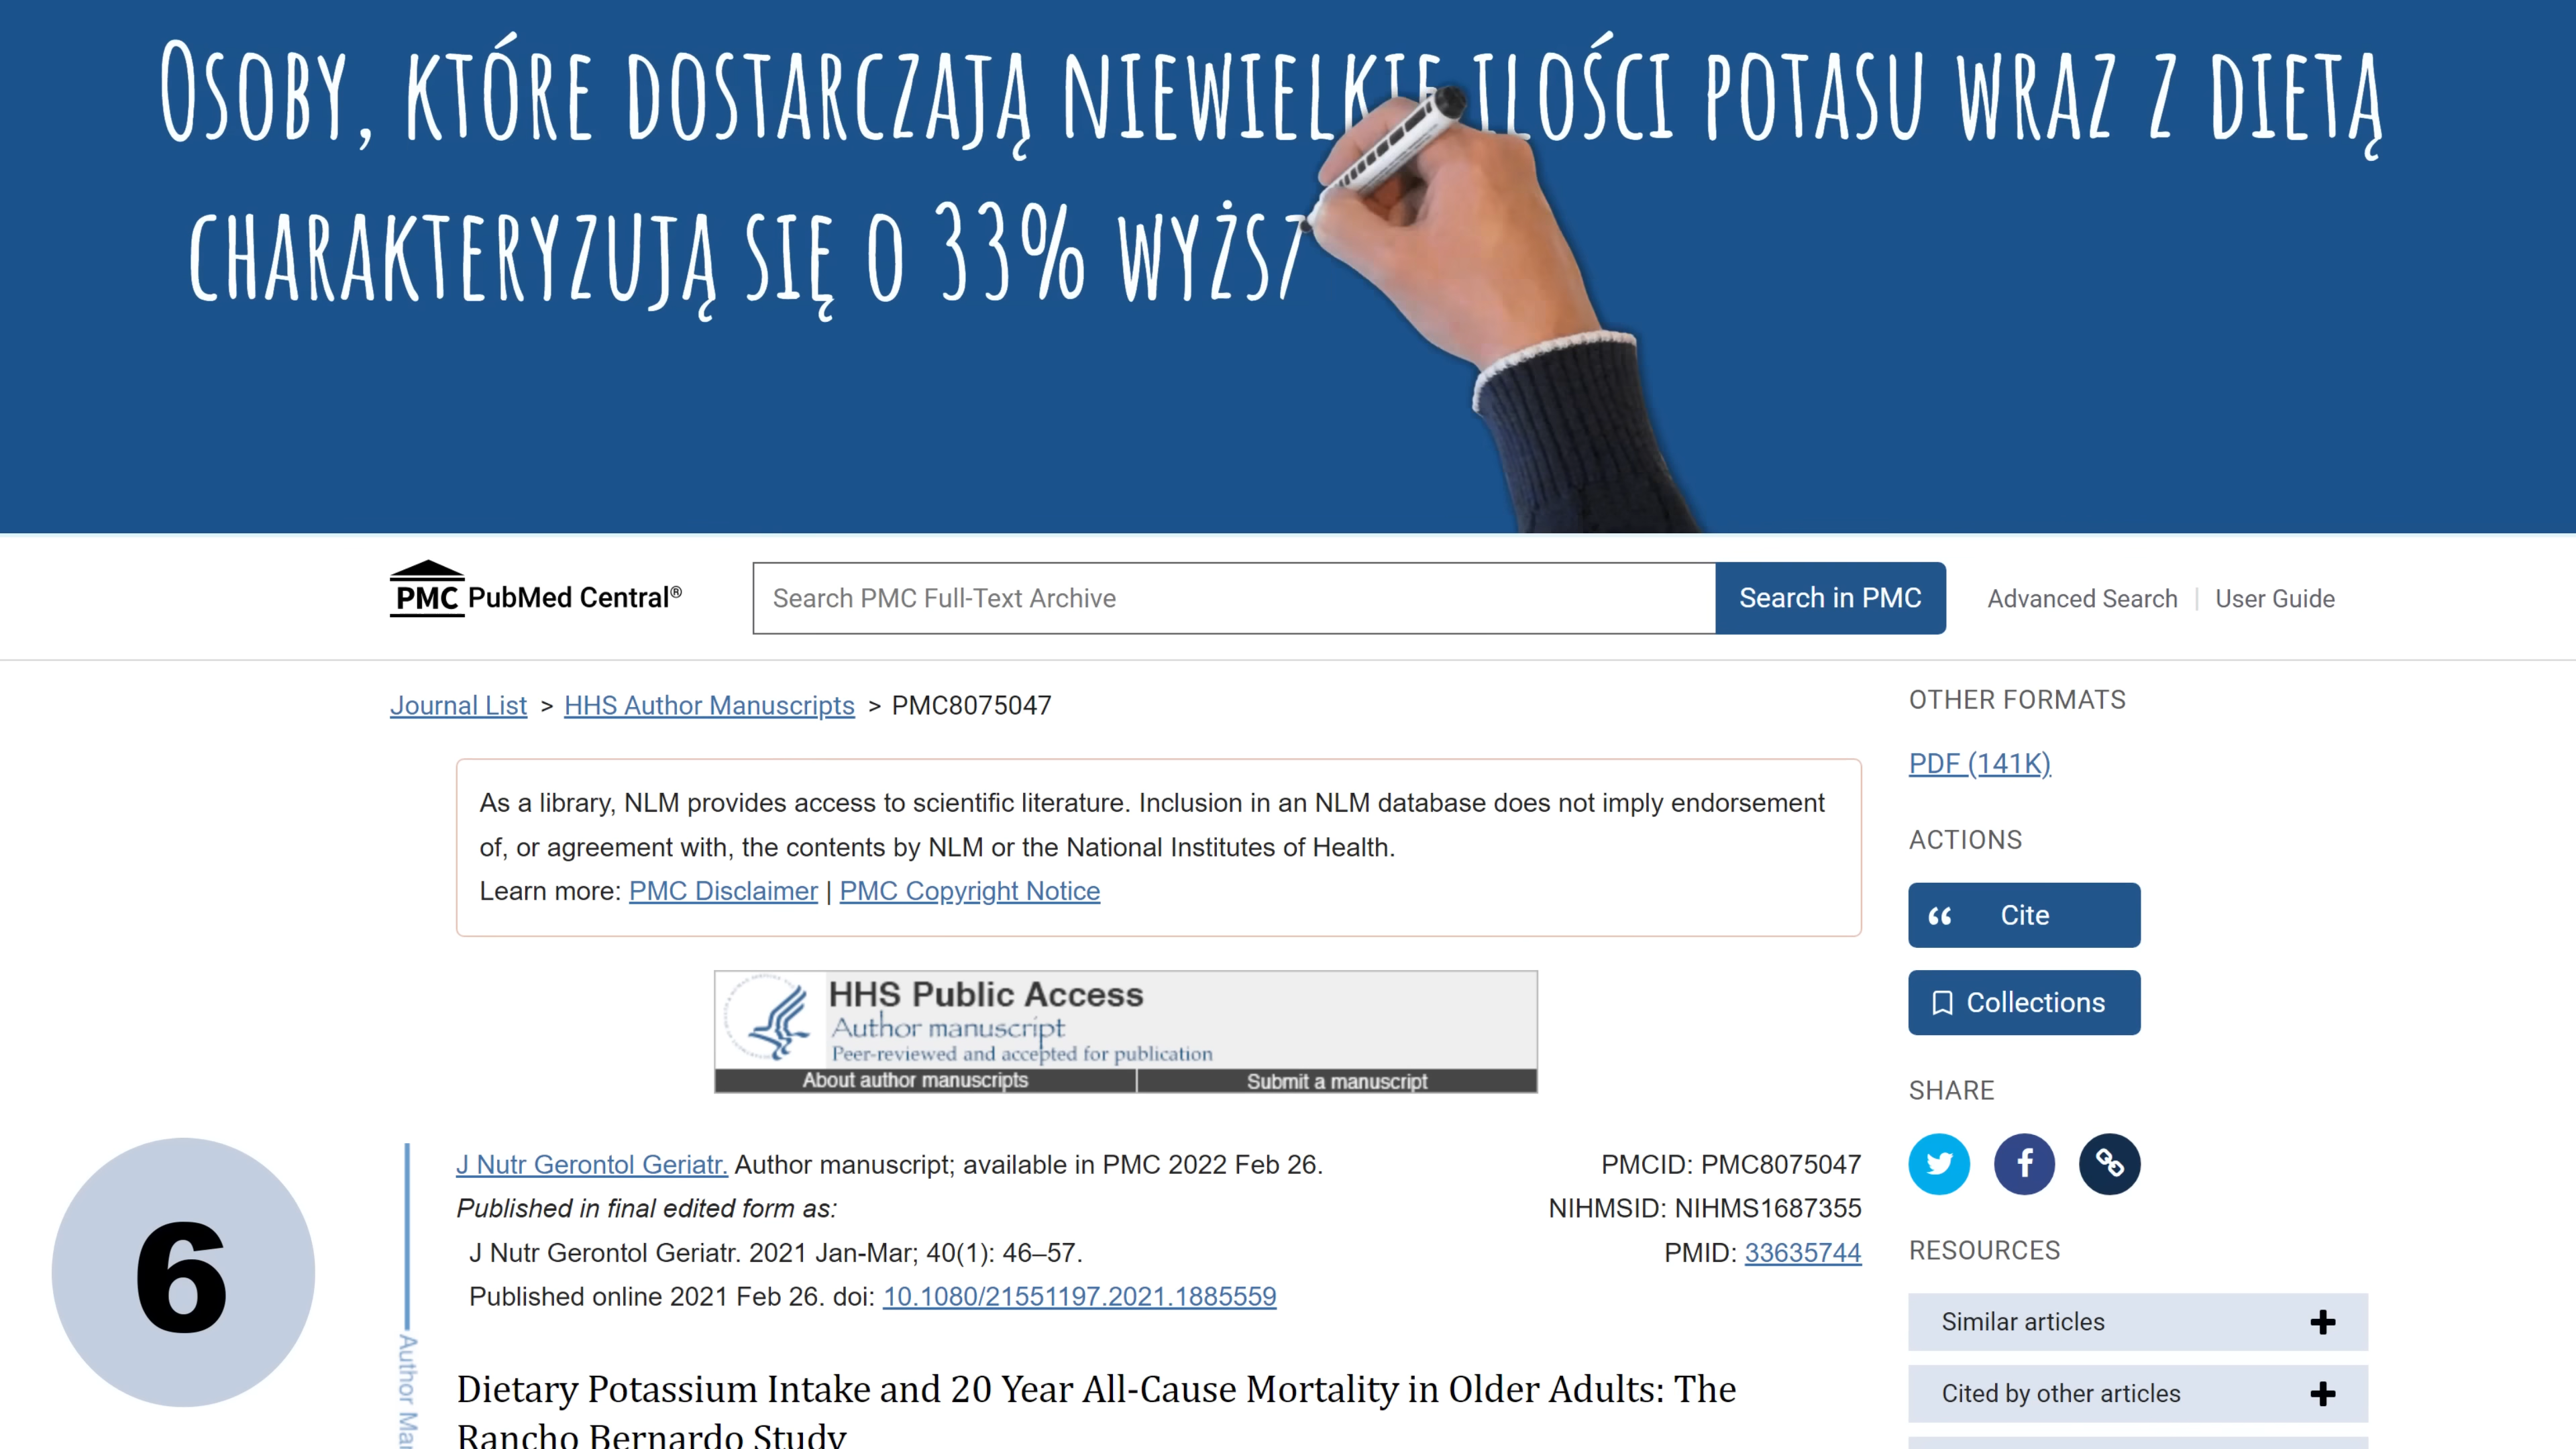 Osoby, które dostarczają niewielkie ilości potasu wraz z dietą
charakteryzują się o 33%
PMC PubMed Central®
Search PMC Full-Text Archive
Search in PMC
Advanced Search | User Guide
Journal List > HHS Author Manuscripts > PMC8075047
As a library, NLM provides access to scientific literature. Inclusion in an NLM database does not imply endorsement
of, or agreement with, the contents by NLM or the National Institutes of Health.
Learn more: PMC Disclaimer | PMC Copyright Notice
HHS Public Access
Author manuscript
Peer-reviewed and accepted for publication
About author manuscripts
Submit a manuscript
J Nutr Gerontol Geriatr. Author manuscript; available in PMC 2022 Feb 26.
Published in final edited form as:
J Nutr Gerontol Geriatr. 2021 Jan-Mar; 40(1): 46–57.
Published online 2021 Feb 26. doi: 10.1080/21551197.2021.1885559
PMCID: PMC8075047
NIHMSID: NIHMS1687355
PMID: 33635744
Dietary Potassium Intake and 20 Year All-Cause Mortality in Older Adults: The
Rancho Bernardo Study
OTHER FORMATS
PDF (141K)
ACTIONS
Cite
Collections
SHARE
RESOURCES
Similar articles
Cited by other articles
6
Author